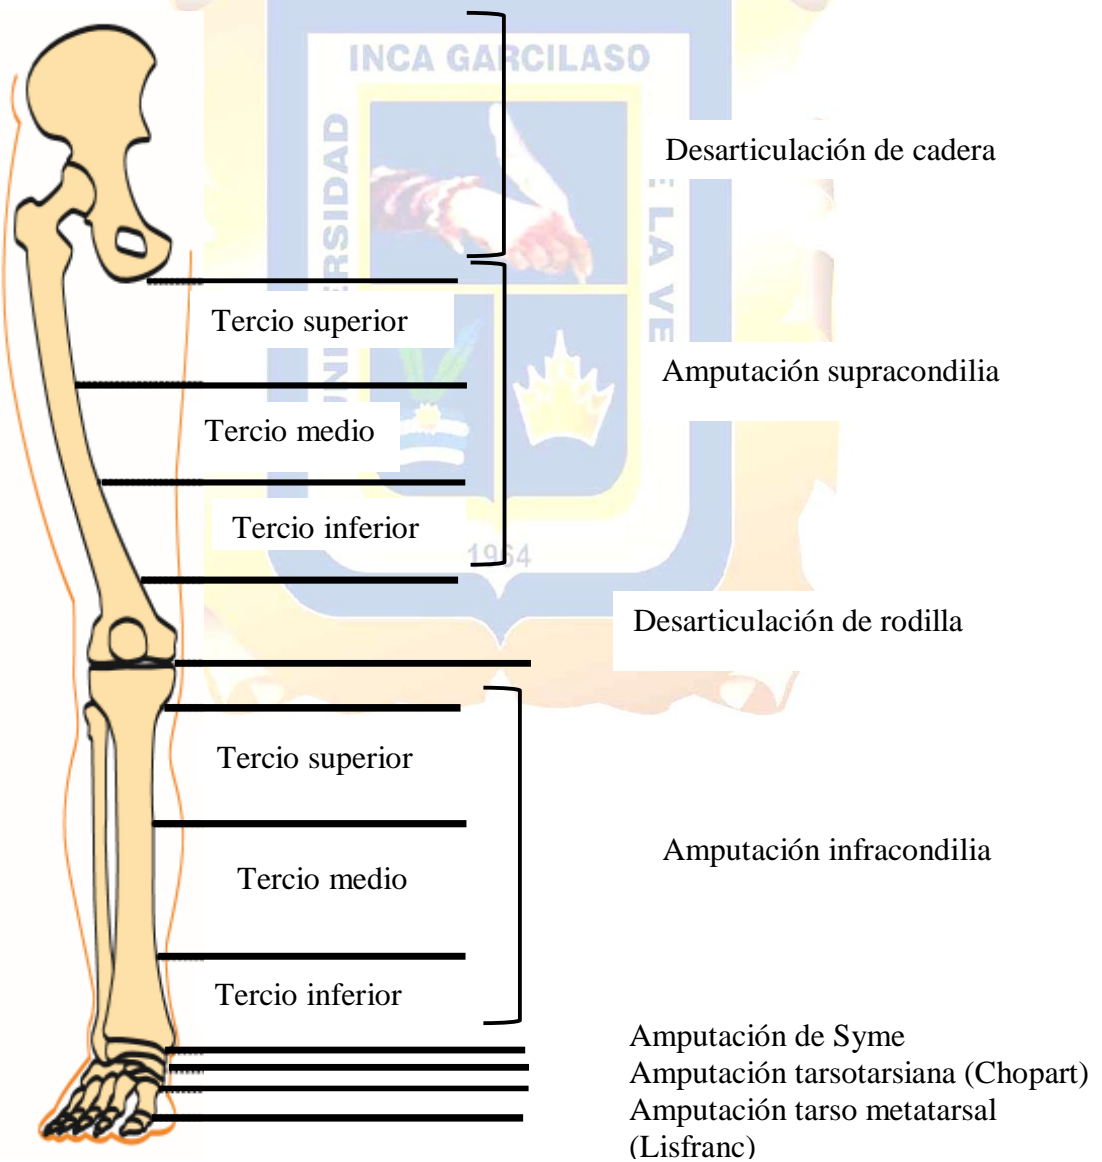 INCA GARCILASO
UNIVERSIDAD
DE LA VE
Desarticulación de cadera
Tercio superior
Amputación supracondilia
Tercio medio
Tercio inferior
1964
Desarticulación de rodilla
Tercio superior
Amputación infracondilia
Tercio medio
Tercio inferior
Amputación de Syme
Amputación tarsotarsiana (Chopart)
Amputación tarso metatarsal
(Lisfranc)